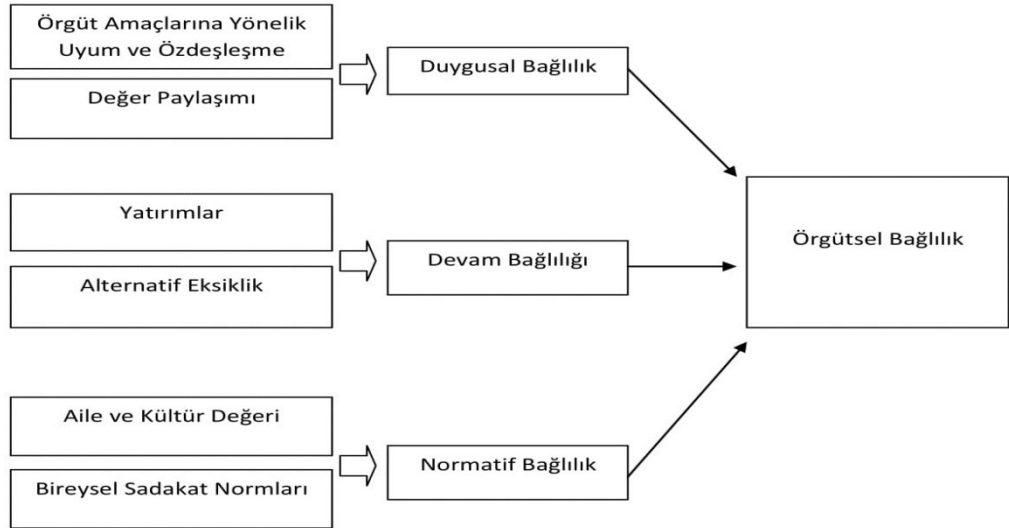 Örgüt Amaçlarına Yönelik
Uyum ve Özdeşleşme
Değer Paylaşımı
Duygusal Bağlılık
Yatırımlar
Alternatif Eksiklik
Devam Bağlılığı
Örgütsel Bağlılık
Aile ve Kültür Değeri
Bireysel Sadakat Normları
Normatif Bağlılık